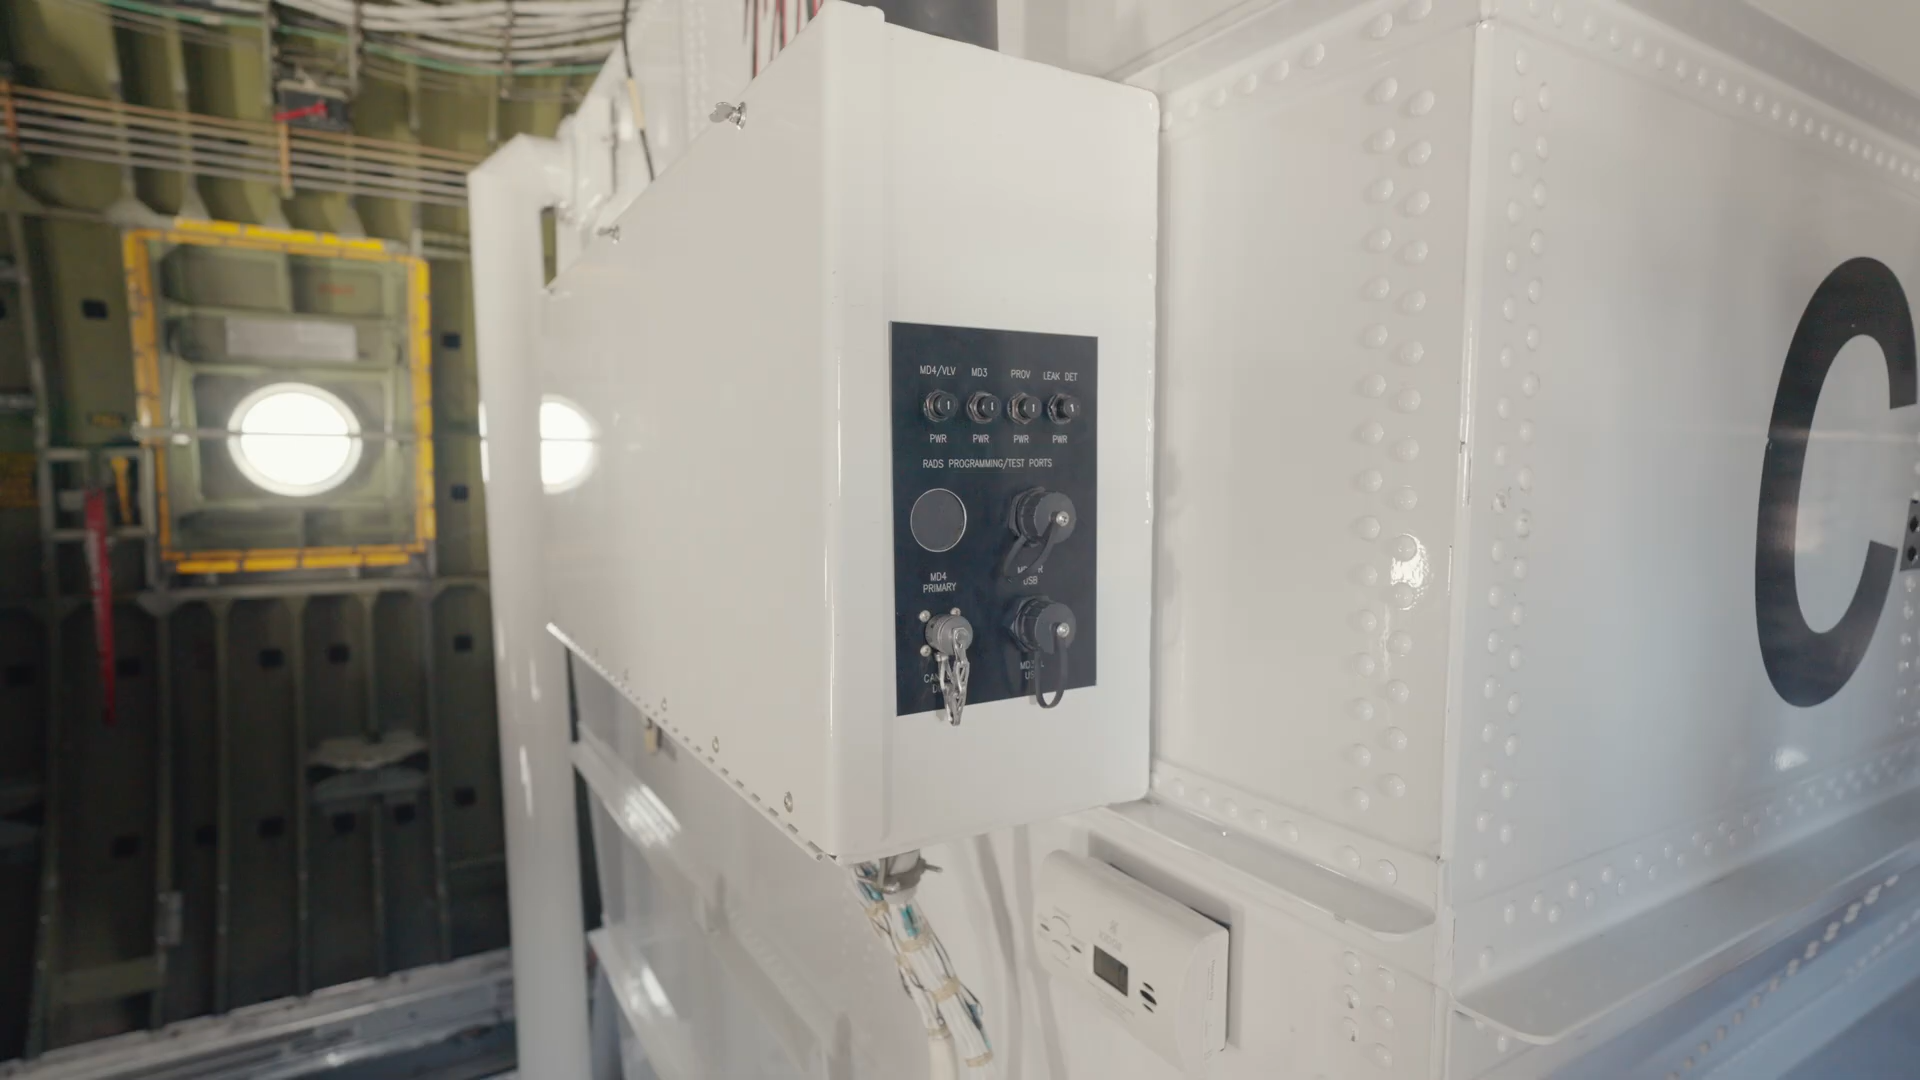 MD4/VLV MD3 PROV LEAK DET
PWR PWR PWR PWR
RADS PROGRAMMING/TEST PORTS
MD4
PRIMARY
USB
C